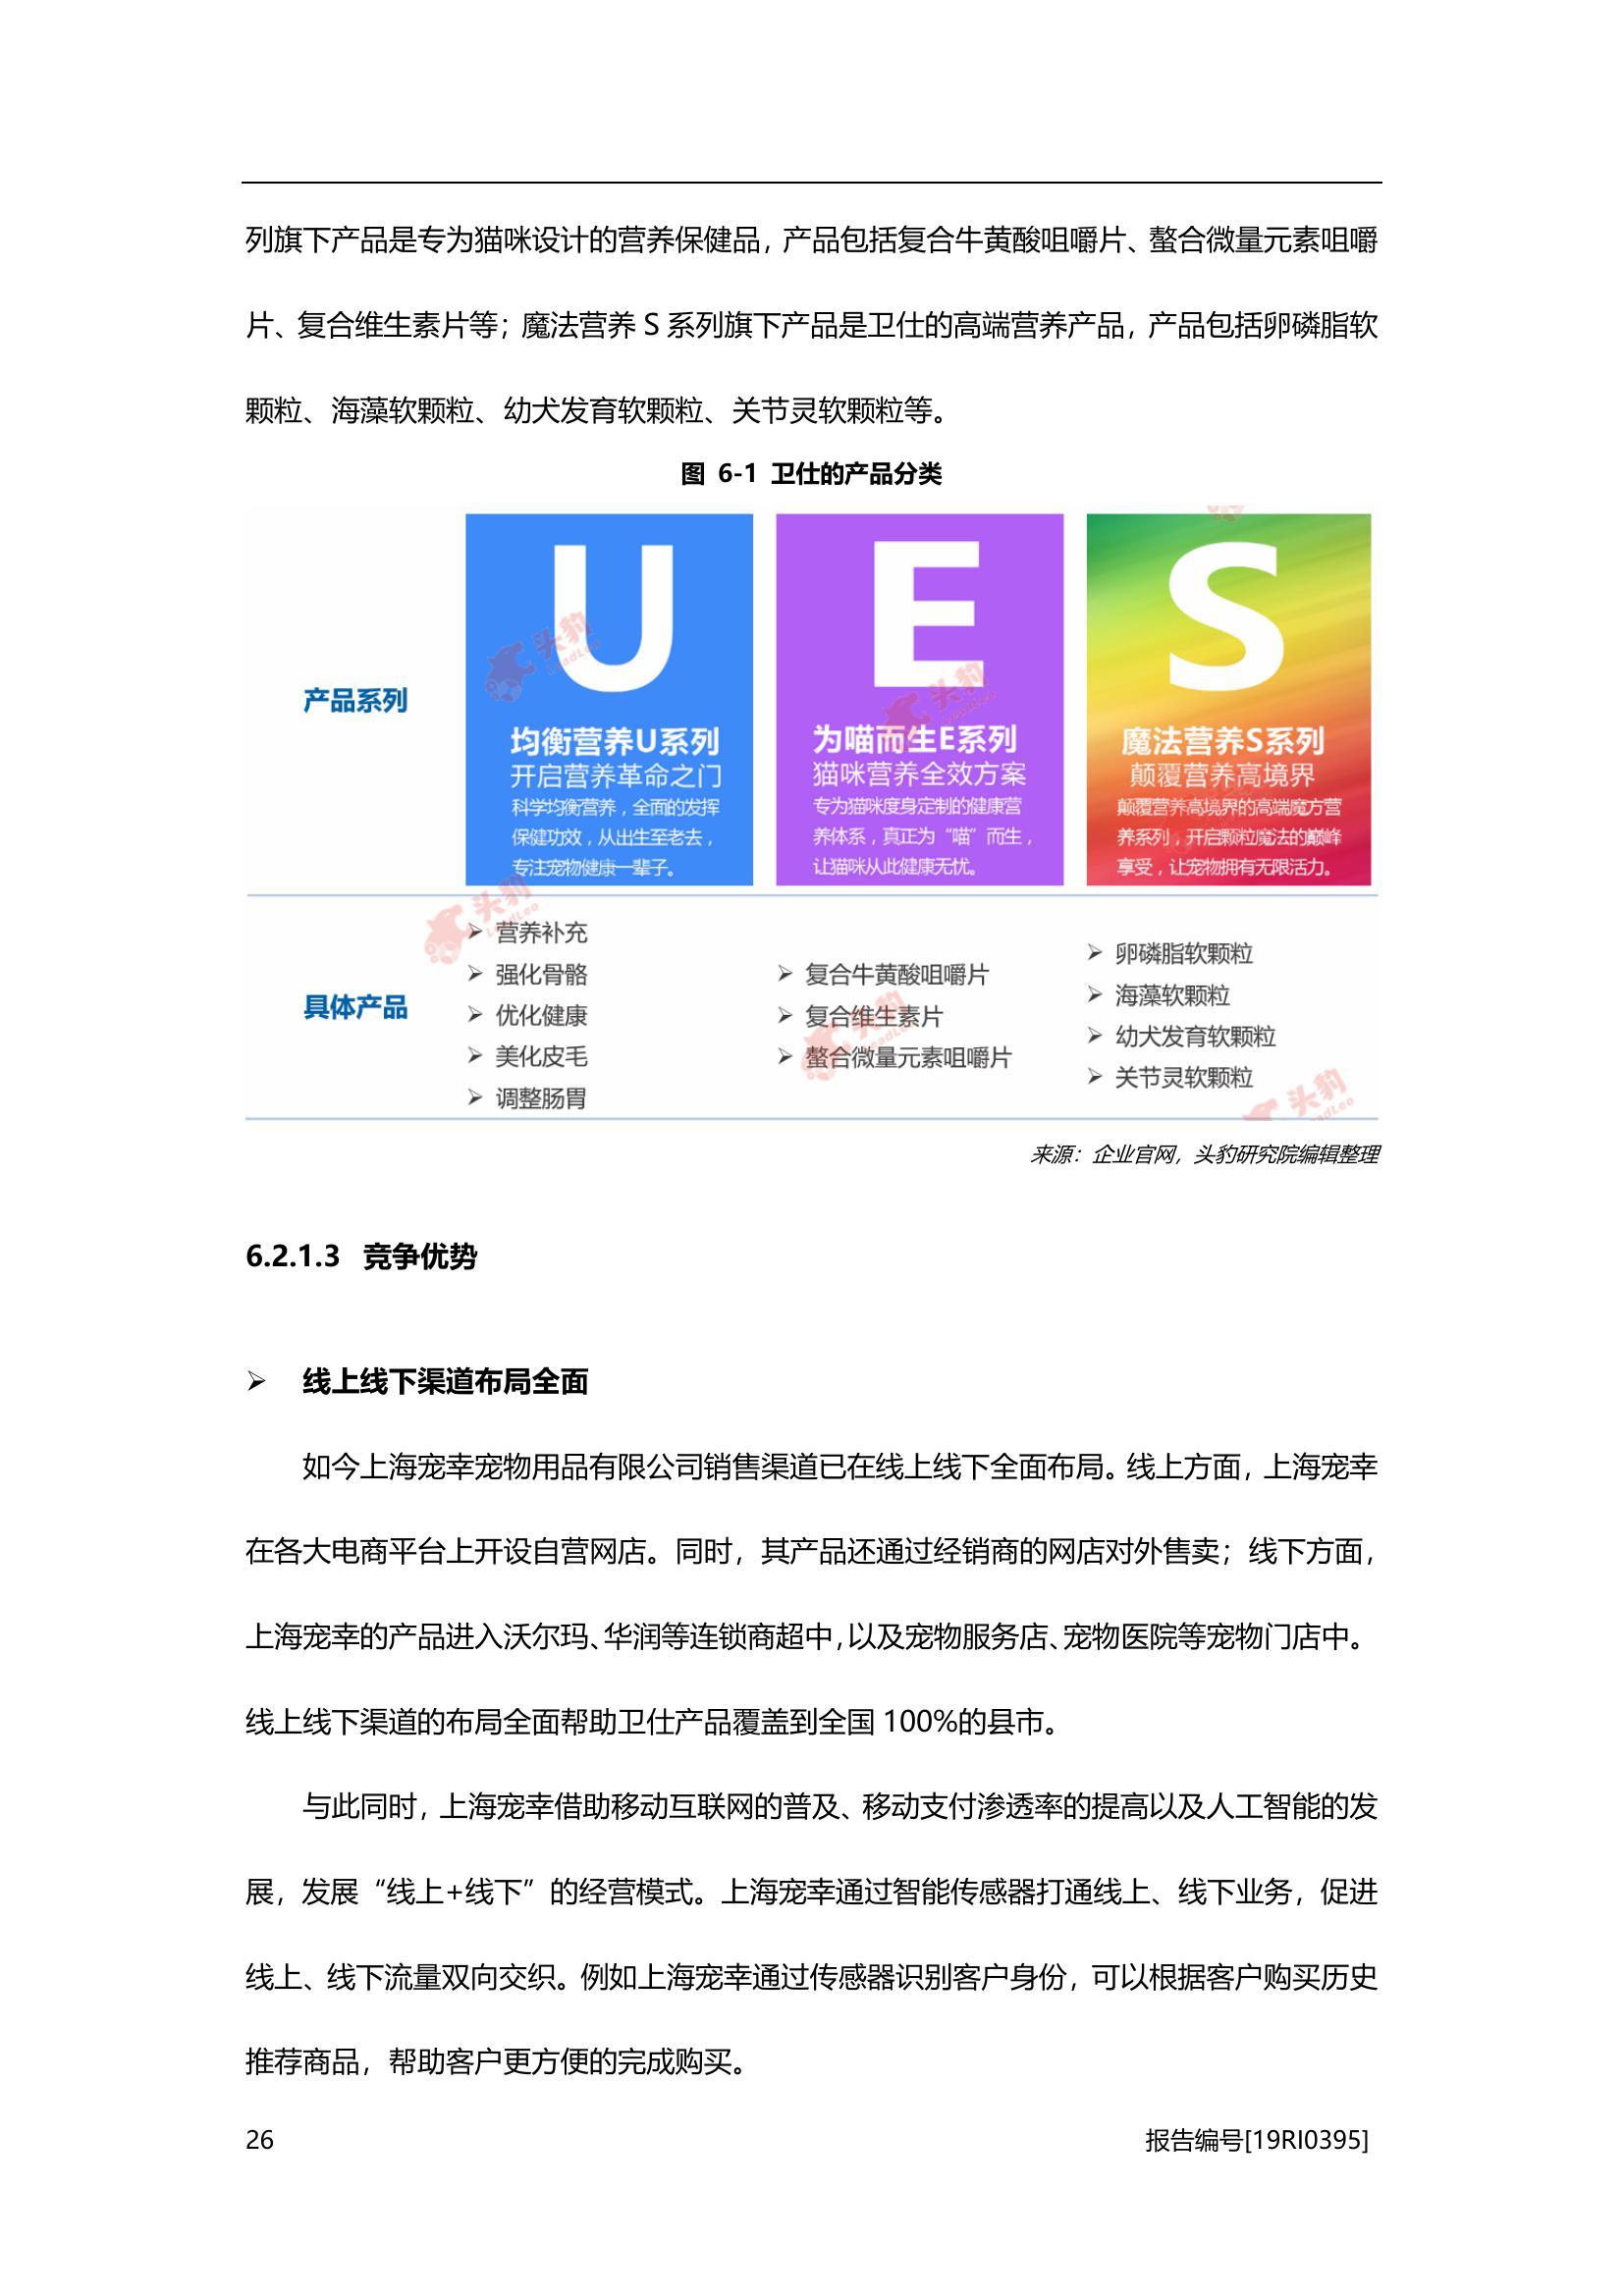 列旗下产品是专为猫咪设计的营养保健品，产品包括复合牛黄酸咀嚼片、螯合微量元素咀嚼
片、复合维生素片等；魔法营养 S 系列旗下产品是卫仕的高端营养产品，产品包括卵磷脂软
颗粒、海藻软颗粒、幼犬发育软颗粒、关节灵软颗粒等。
图 6-1 卫仕的产品分类
产品系列
U
均衡营养U系列
开启营养革命之门
科学均衡营养，全面的发挥
保健功效，从出生至老去，
专注宠物健康一辈子。
E
为喵而生E系列
猫咪营养全效方案
专为猫咪度身定制的健康营
养体系，真正为“喵”而生，
让猫咪从此健康无忧。
S
魔法营养S系列
颠覆营养高境界
颠覆营养高境界的高端魔方营
养系列，开启颗粒魔法的巅峰
享受，让宠物拥有无限活力。
具体产品
➢ 营养补充
➢ 强化骨骼
➢ 优化健康
➢ 美化皮毛
➢ 调整肠胃
➢ 复合牛黄酸咀嚼片
➢ 复合维生素片
➢ 螯合微量元素咀嚼片
➢ 卵磷脂软颗粒
➢ 海藻软颗粒
➢ 幼犬发育软颗粒
➢ 关节灵软颗粒
头豹
LeadLeo
来源：企业官网，头豹研究院编辑整理
6.2.1.3 竞争优势
➢ 线上线下渠道布局全面
如今上海宠幸宠物用品有限公司销售渠道已在线上线下全面布局。线上方面，上海宠幸
在各大电商平台上开设自营网店。同时，其产品还通过经销商的网店对外售卖；线下方面，
上海宠幸的产品进入沃尔玛、华润等连锁商超中，以及宠物服务店、宠物医院等宠物门店中。
线上线下渠道的布局全面帮助卫仕产品覆盖到全国 100%的县市。
与此同时，上海宠幸借助移动互联网的普及、移动支付渗透率的提高以及人工智能的发
展，发展“线上+线下”的经营模式。上海宠幸通过智能传感器打通线上、线下业务，促进
线上、线下流量双向交织。例如上海宠幸通过传感器识别客户身份，可以根据客户购买历史
推荐商品，帮助客户更方便的完成购买。
26
报告编号[19RI0395]